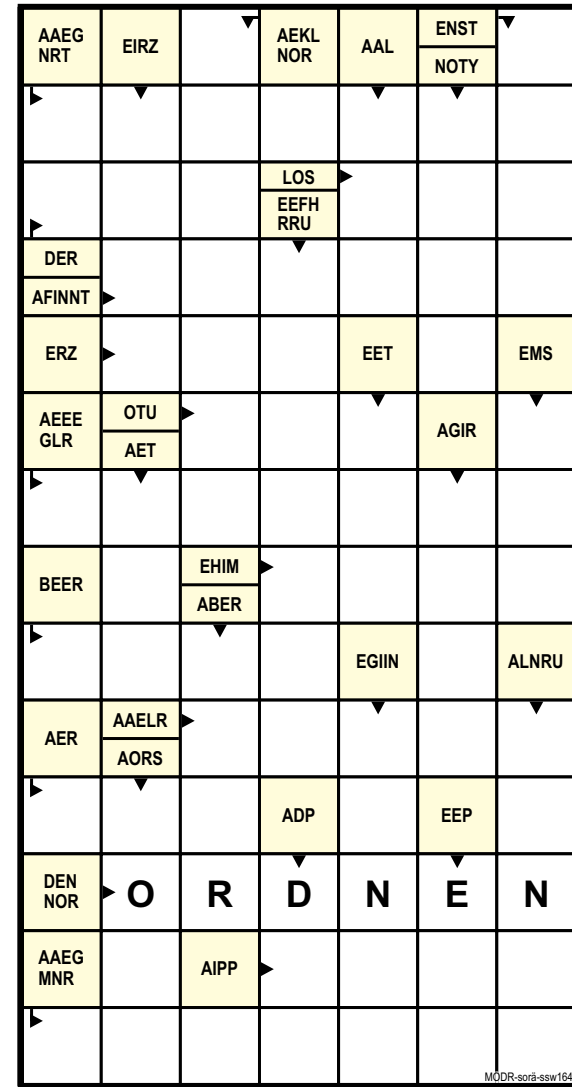 AAEG
NRT
EIRZ
AEKL
NOR
AAL
ENST
NOTY
LOS
EEFH
RRU
DER
AFINNT
ERZ
EET
EMS
AEEE
GLR
OTU
AET
AGIR
BEER
EHIM
ABER
EGIIN
ALNRU
AER
AAELR
AORS
ADP
EEP
DEN
NOR
O R D N E N
AAEG
MNR
AIPP
MÖDR-sorä-ssw164